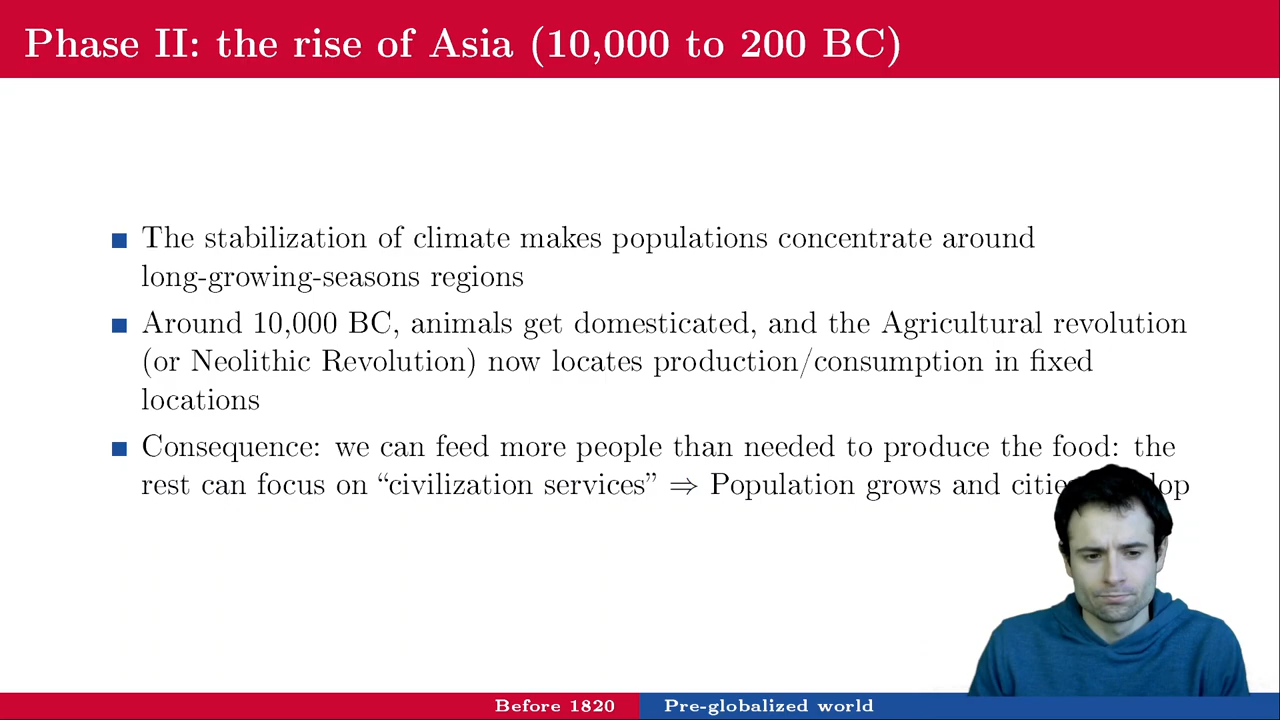 Phase II: the rise of Asia (10,000 to 200 BC)
The stabilization of climate makes populations concentrate around
long-growing-seasons regions
Around 10,000 BC, animals get domesticated, and the Agricultural revolution
(or Neolithic Revolution) now locates production/consumption in fixed
locations
Consequence: we can feed more people than needed to produce the food: the
rest can focus on “civilization services” ⇒ Population grows and
Before 1820 Pre-globalized world